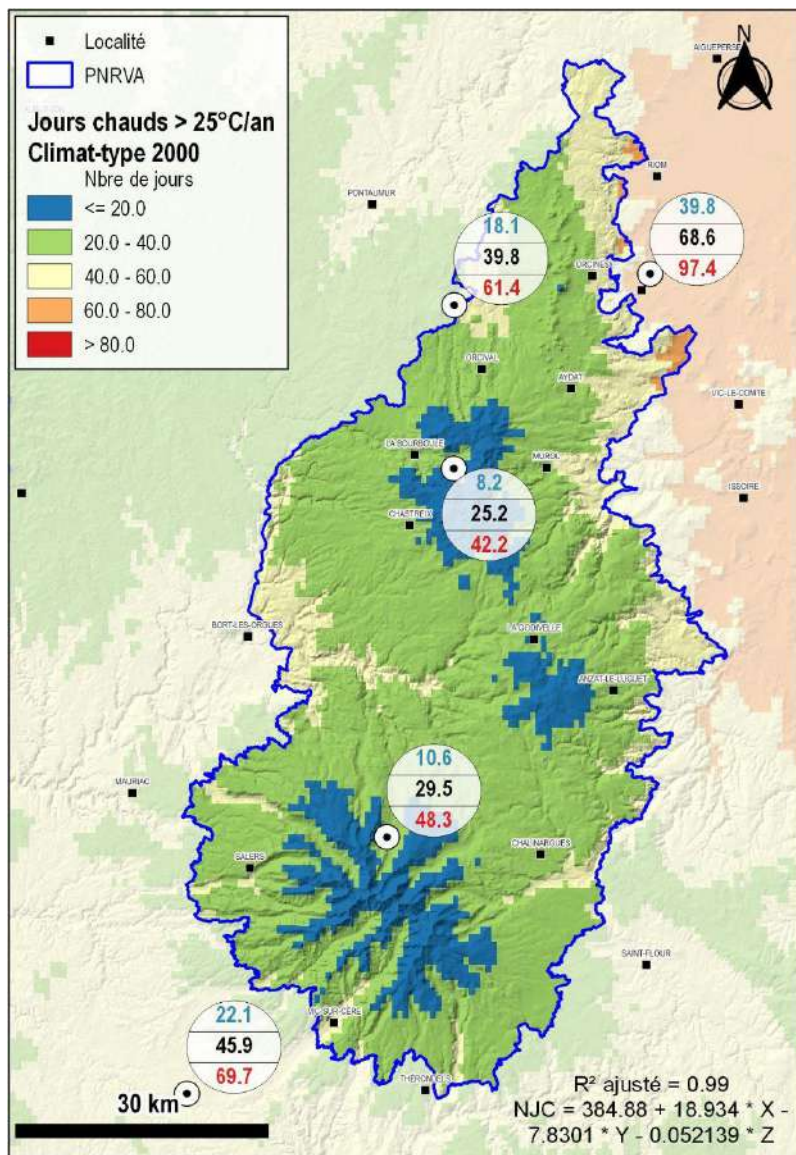 Localité
PNRVA
Jours chauds > 25°C/an
Climat-type 2000
Nbre de jours
<= 20.0
20.0 - 40.0
40.0 - 60.0
60.0 - 80.0
> 80.0
N
AIGUEPERSE
RIOM
PONTAUMUR
39.8
68.6
97.4
18.1
39.8
61.4
ORCINES
ORCIVAL
AYDAT
VIC-LE-COMTE
LA BOURBOULE
MUROL
ISSOIRE
8.2
25.2
42.2
CHASTREIX
BORT-LES-ORGUES
LA GODIVELLE
ANZAT-LE-LUGUET
10.6
29.5
48.3
MAURIAC
SALERS
CHALINARGUES
SAINT-FLOUR
22.1
45.9
69.7
VIC-SUR-CÈRE
THÉRONDELS
30 km
R² ajusté = 0.99
NJC = 384.88 + 18.934 * X -
7.8301 * Y - 0.052139 * Z